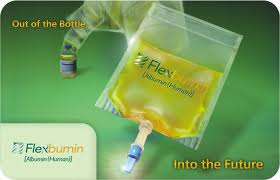 Out of the Bottle
Flexbumin
[Albumin (Human)]
Flexbumin
[Albumin (Human)]
Into the Future